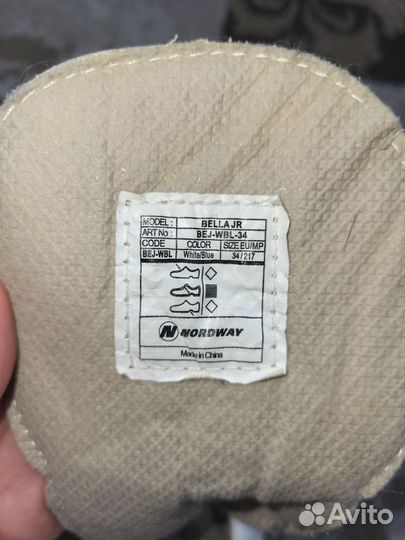 MODEL: BELLA JR
ART No: BEJ-WBL-34
CODE COLOR SIZE EU/MP
BEJ-WBL White/Blue 34/217
NORDWAY
Made in China
Avito